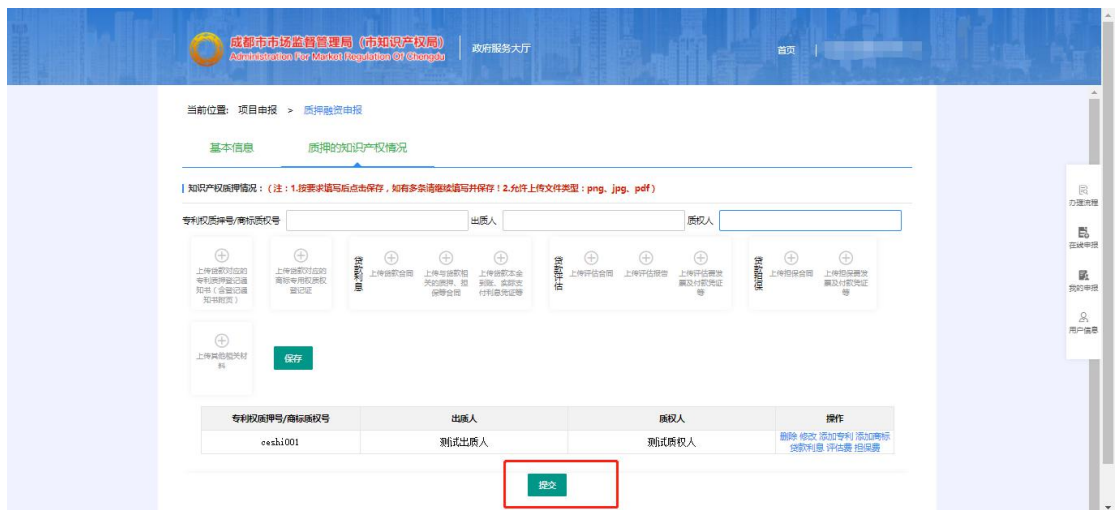 成都市市场监督管理局（市知识产权局）
Administration For Market Regulation Of Chengdu
政府服务大厅
首页
当前位置: 项目申报 > 质押融资申报
基本信息
质押的知识产权情况
知识产权质押情况：（注：1.按要求填写后点击保存，如有多条请继续填写并保存！2.允许上传文件类型：png、jpg、pdf）
专利权质押号/商标质权号
出质人
质权人
上传贷款对应的
专利质押登记通
知书（含登记通
知书附页）
上传贷款对应的
商标专用权质权
登记证
贷款利息
上传贷款合同
上传与贷款相
关的质押、担
保等合同
上传贷款本金
到账、实际支
付利息凭证等
贷款评估
上传评估合同
上传评估报告
上传评估费发
票及付款凭证
等
贷款担保
上传担保合同
上传担保费发
票及付款凭证
等
上传其他相关材
料
保存
专利权质押号/商标质权号
出质人
质权人
操作
ceshi001
测试出质人
测试质权人
删除 修改 添加专利 添加商标
贷款利息 评估费 担保费
提交
办理流程
在线申报
我的申报
用户信息